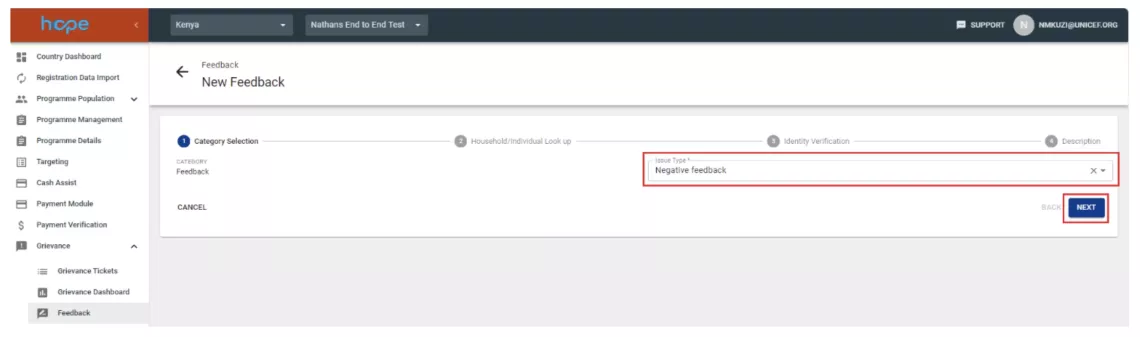 hope
Kenya
Nathans End to End Test
SUPPORT
N
NMKUZI@UNICEF.ORG
Country Dashboard
Registration Data Import
Programme Population
Programme Management
Programme Details
Targeting
Cash Assist
Payment Module
Payment Verification
Grievance
Grievance Tickets
Grievance Dashboard
Feedback
Feedback
New Feedback
1 Category Selection
2 Household/Individual Look up
3 Identity Verification
4 Description
CATEGORY
Feedback
Issue Type *
Negative feedback
CANCEL
BACK
NEXT